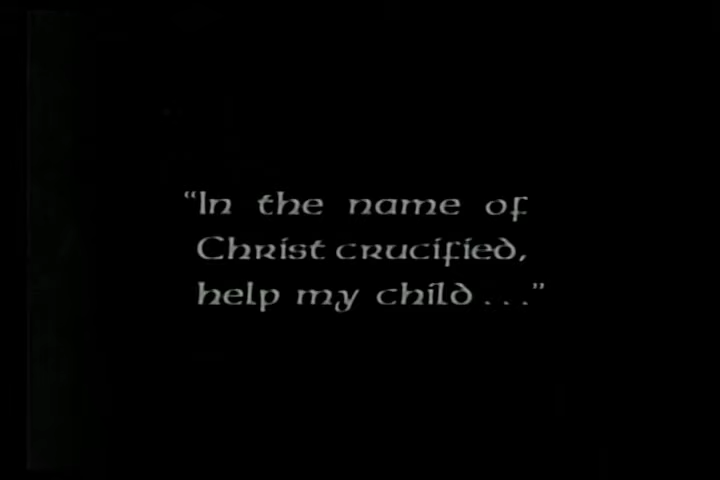 “In the name of
Christ crucified,
help my child . . .”